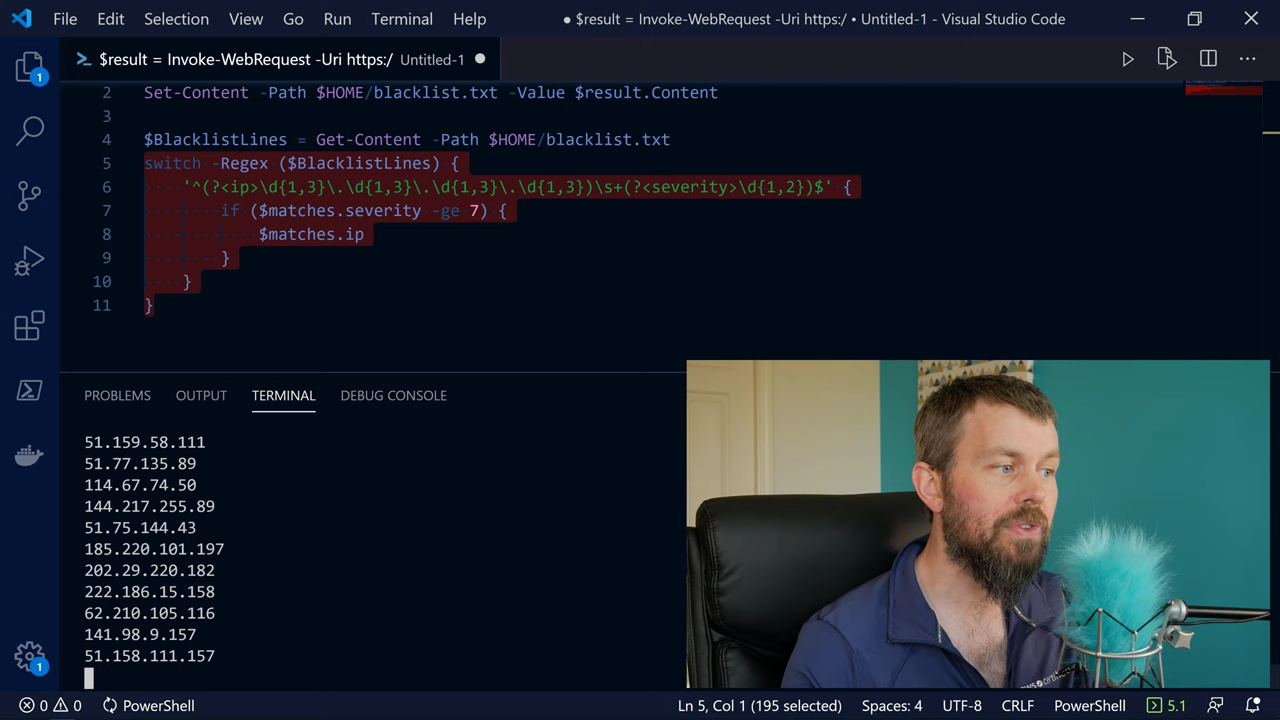 File Edit Selection View Go Run Terminal Help ● $result = Invoke-WebRequest -Uri https:/ • Untitled-1 - Visual Studio Code
$result = Invoke-WebRequest -Uri https:/ Untitled-1
2 Set-Content -Path $HOME/blacklist.txt -Value $result.Content
3
4 $BlacklistLines = Get-Content -Path $HOME/blacklist.txt
5 switch -Regex ($BlacklistLines) {
6 '^(?<ip>\d{1,3}\.\d{1,3}\.\d{1,3}\.\d{1,3})\s+(?<severity>\d{1,2})$' {
7 if ($matches.severity -ge 7) {
8 $matches.ip
9 }
10 }
11 }
PROBLEMS OUTPUT TERMINAL DEBUG CONSOLE
51.159.58.111
51.77.135.89
114.67.74.50
144.217.255.89
51.75.144.43
185.220.101.197
202.29.220.182
222.186.15.158
62.210.105.116
141.98.9.157
51.158.111.157
1
1
0 0 PowerShell Ln 5, Col 1 (195 selected) Spaces: 4 UTF-8 CRLF PowerShell 5.1